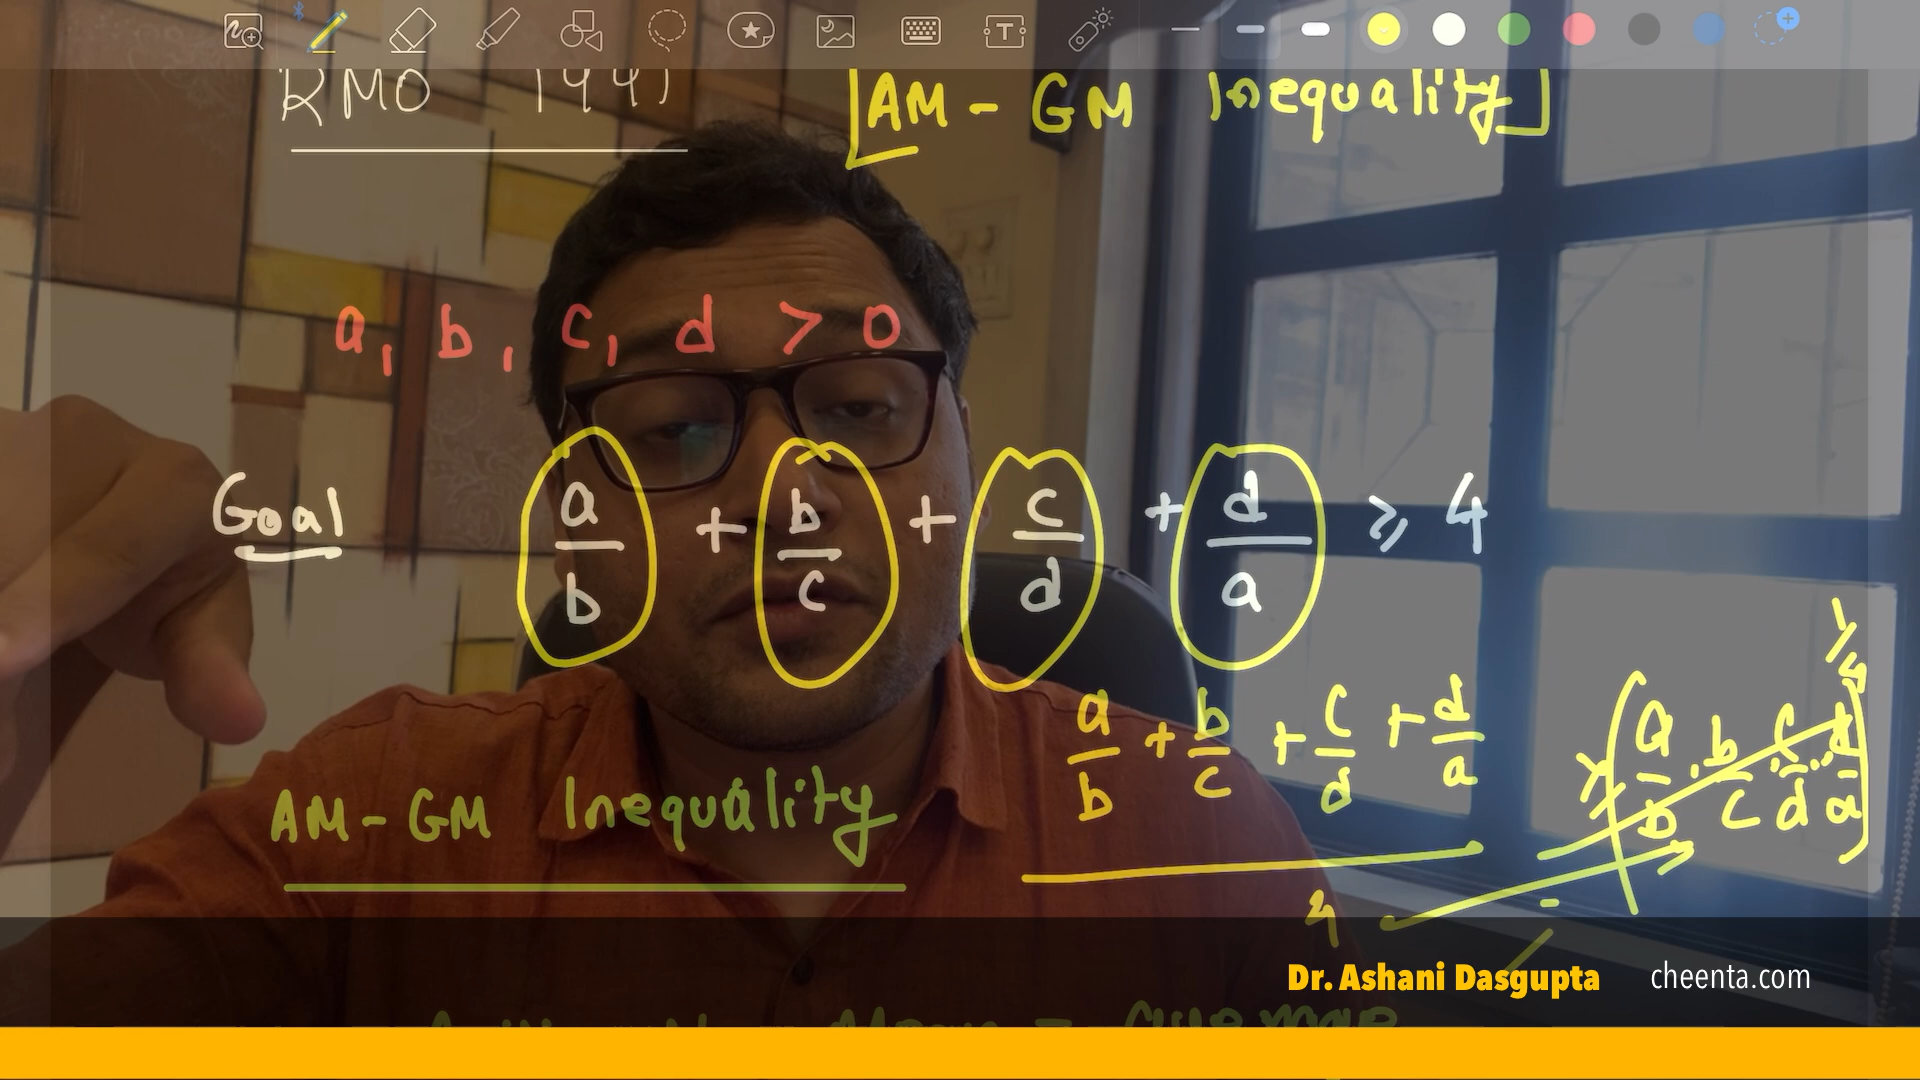 RMO 1991
[AM - GM Inequality]
a, b, c, d > 0
Goal a/b + b/c + c/d + d/a ≥ 4
AM - GM Inequality
(a/b + b/c + c/d + d/a)/4 ≥ (a/b · b/c · c/d · d/a)^1/4
Dr. Ashani Dasgupta cheenta.com